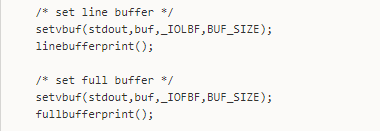 /* set line buffer */
setvbuf(stdout,buf,_IOLBF,BUF_SIZE);
linebufferprint();
/* set full buffer */
setvbuf(stdout,buf,_IOFBF,BUF_SIZE);
fullbufferprint();